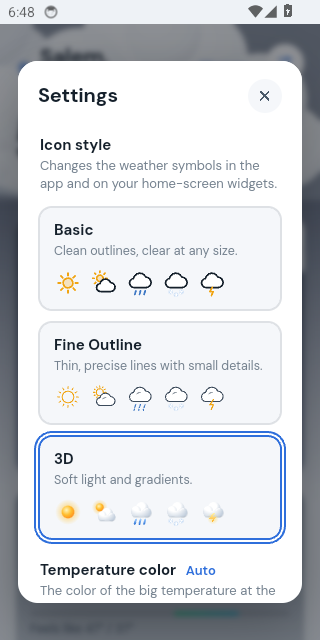 6:48
Salem
Settings
Icon style
Changes the weather symbols in the
app and on your home-screen widgets.
Basic
Clean outlines, clear at any size.
Fine Outline
Thin, precise lines with small details.
3D
Soft light and gradients.
Temperature color Auto
The color of the big temperature at the